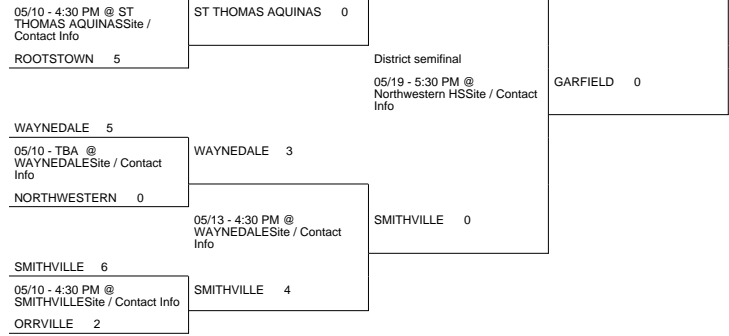 05/10 - 4:30 PM @ ST
THOMAS AQUINASSite /
Contact Info
ST THOMAS AQUINAS 0
ROOTSTOWN 5
District semifinal
05/19 - 5:30 PM @
Northwestern HSSite / Contact
Info
GARFIELD 0
WAYNEDALE 5
05/10 - TBA @
WAYNEDALESite / Contact
Info
WAYNEDALE 3
NORTHWESTERN 0
05/13 - 4:30 PM @
WAYNEDALESite / Contact
Info
SMITHVILLE 0
SMITHVILLE 6
05/10 - 4:30 PM @
SMITHVILLESite / Contact Info
SMITHVILLE 4
ORRVILLE 2